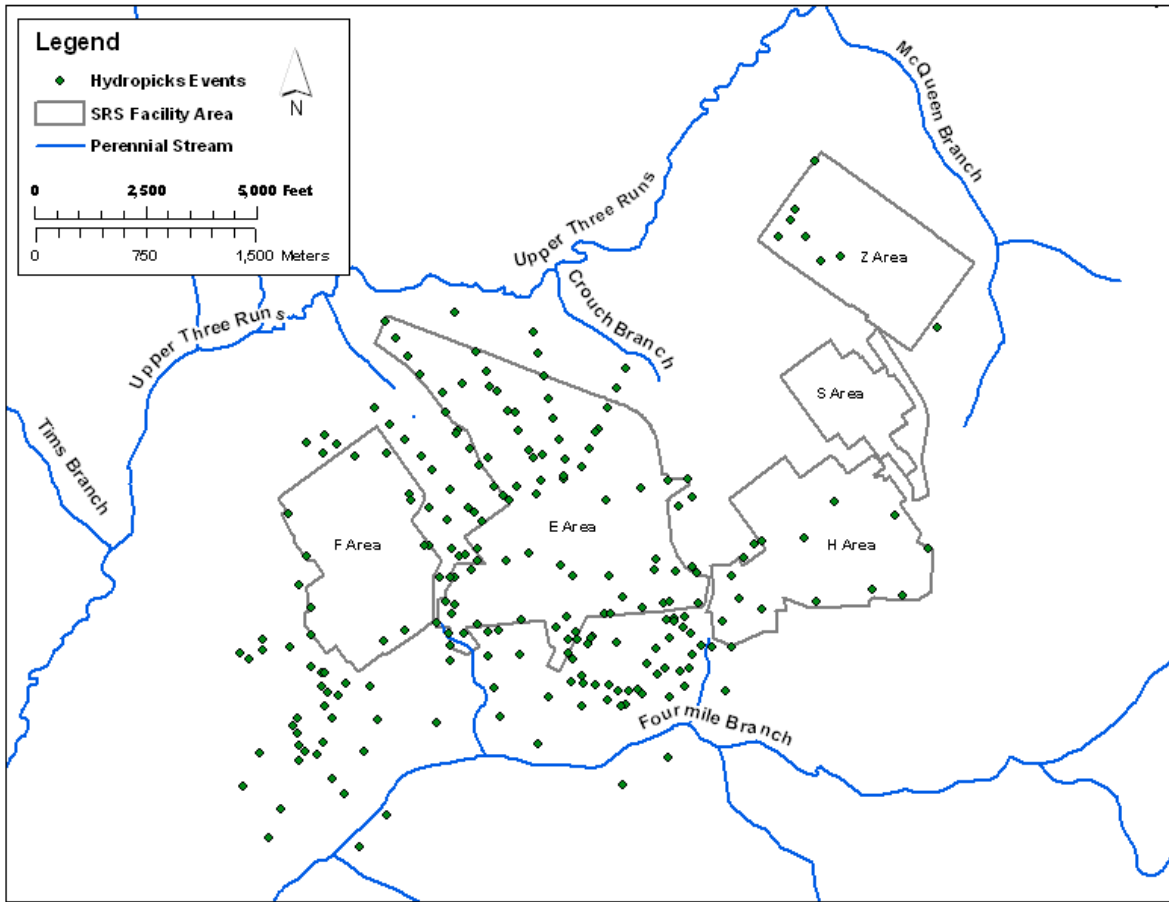 Legend
Hydropicks Events
SRS Facility Area
Perennial Stream
N
0 2,500 5,000 Feet
0 750 1,500 Meters
McQueen Branch
Upper Three Runs
Z Area
Crouch Branch
Upper Three Runs
S Area
Tims Branch
E Area
F Area
H Area
Fourmile Branch